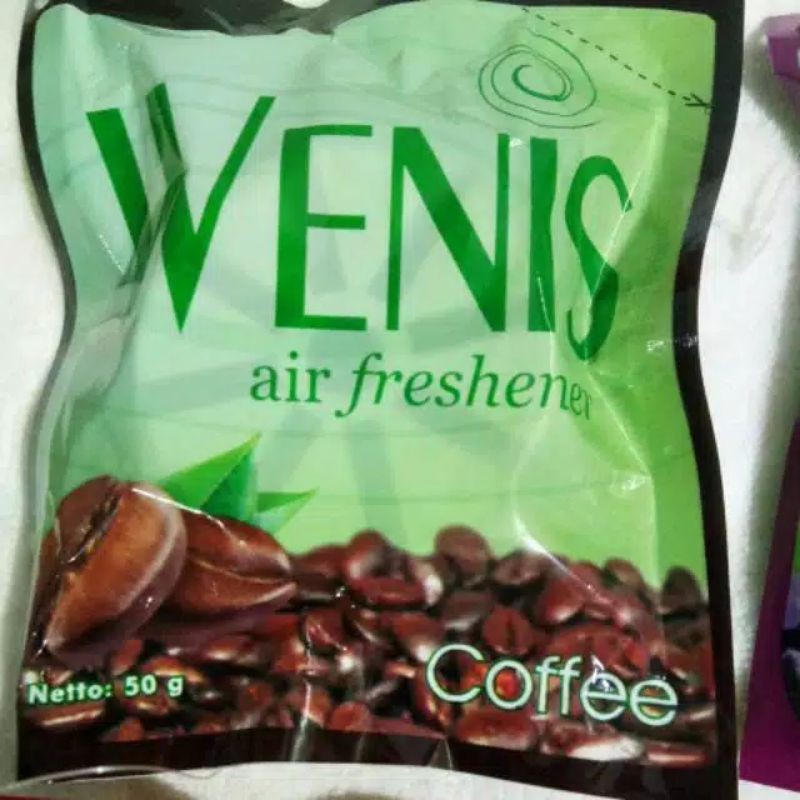 VENIS
air freshener
Netto: 50 g
Coffee